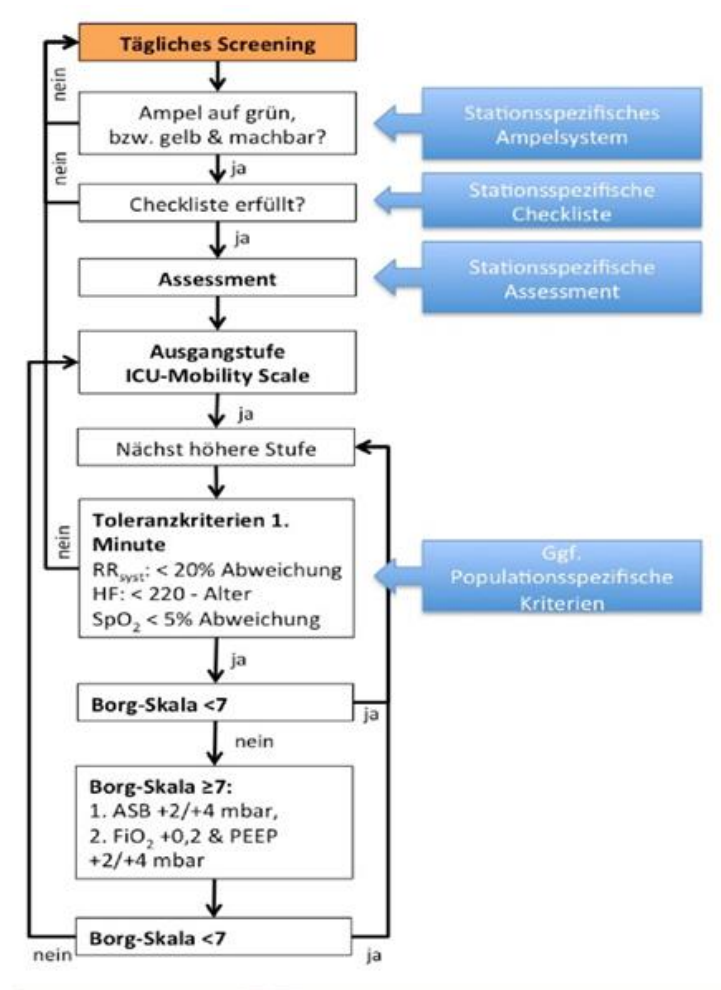 Tägliches Screening
nein
Ampel auf grün,
bzw. gelb & machbar?
Stationsspezifisches
Ampelsystem
ja
nein
Checkliste erfüllt?
Stationsspezifische
Checkliste
ja
Assessment
Stationsspezifische
Assessment
Ausgangstufe
ICU-Mobility Scale
ja
Nächst höhere Stufe
nein
Toleranzkriterien 1.
Minute
RRsyst: < 20% Abweichung
HF: < 220 - Alter
SpO2 < 5% Abweichung
Ggf.
Populationsspezifische
Kriterien
ja
Borg-Skala <7
ja
nein
Borg-Skala ≥7:
1. ASB +2/+4 mbar,
2. FiO2 +0,2 & PEEP
+2/+4 mbar
Borg-Skala <7
nein
ja